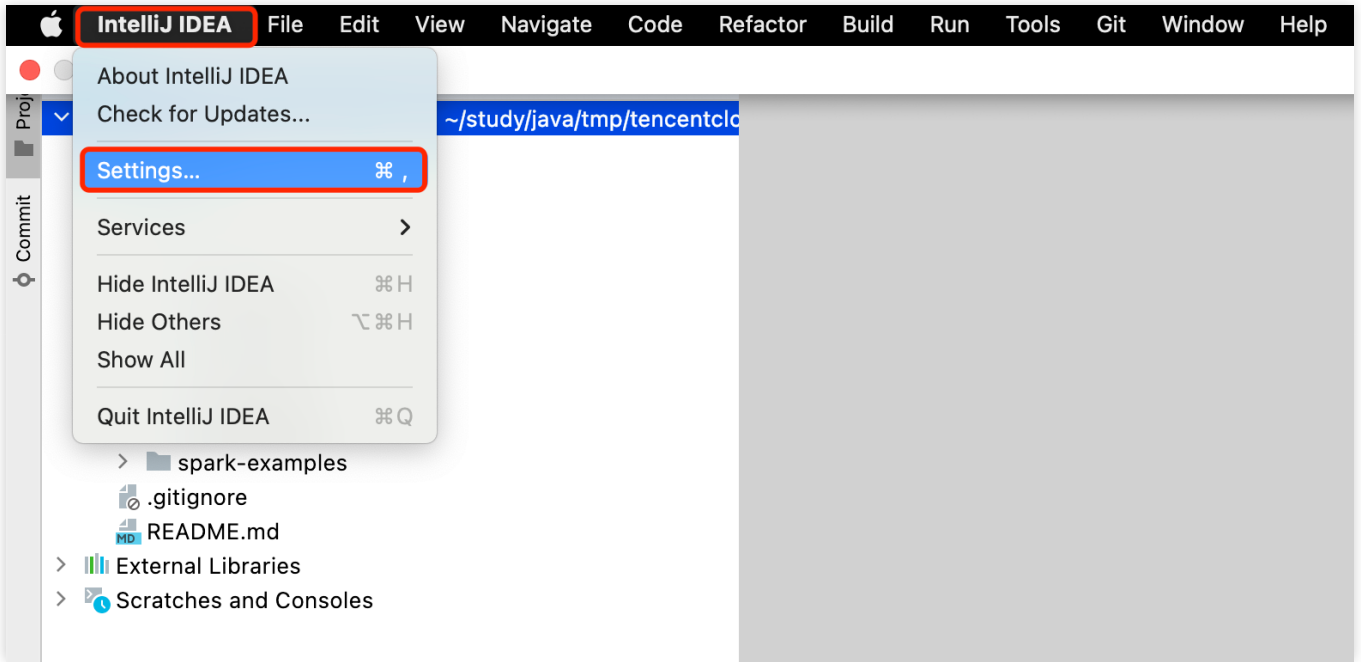 IntelliJ IDEA File Edit View Navigate Code Refactor Build Run Tools Git Window Help
About IntelliJ IDEA
Check for Updates...
~/study/java/tmp/tencentclo
Settings... ⌘ ,
Services
Hide IntelliJ IDEA ⌘H
Hide Others ⌥⌘H
Show All
Quit IntelliJ IDEA ⌘Q
spark-examples
.gitignore
MD README.md
External Libraries
Scratches and Consoles
Proj
Commit